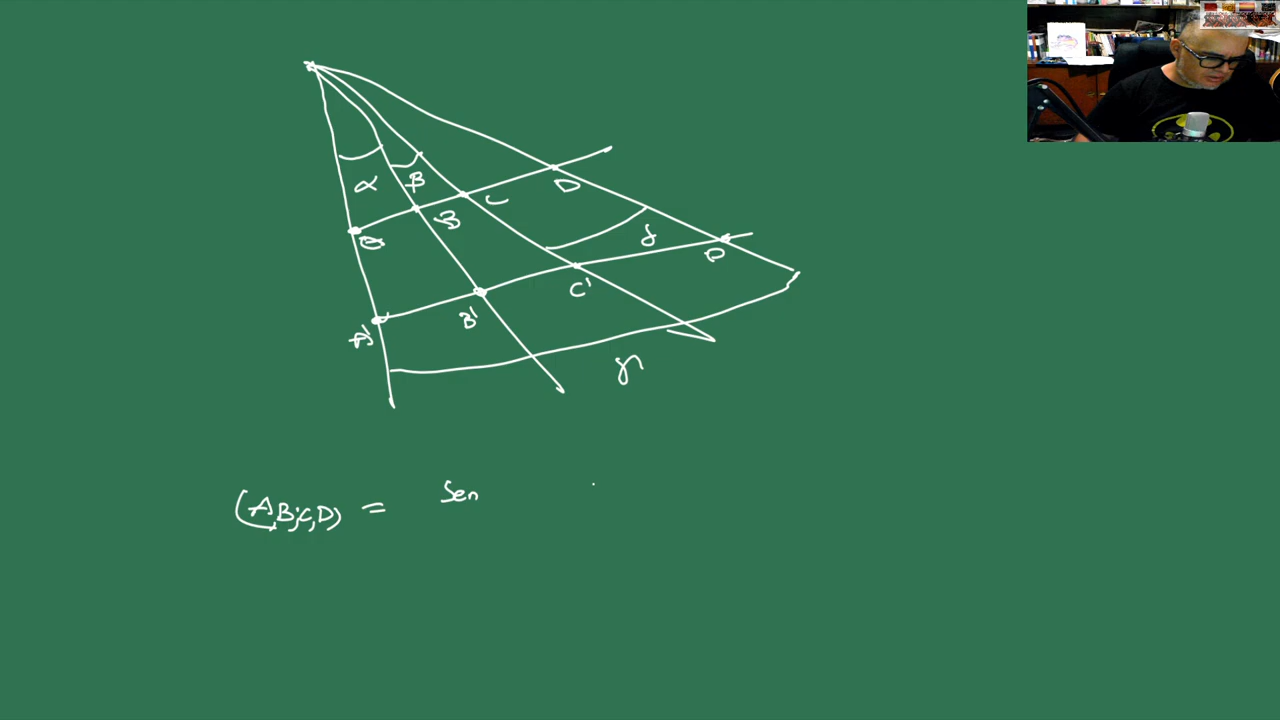 α β
B C D
δ
A' B' C'
γ
(A,B;C,D) = Sen